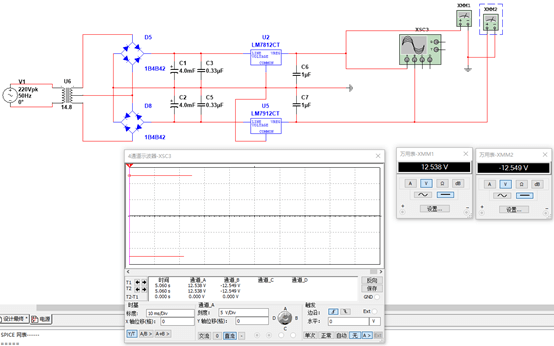 XMM1
XMM2
XSC3
D5
1B4B42
U2
LM7812CT
LINE VREG
VOLTAGE
COMMON
C1
4.0mF
C3
0.33µF
C6
1µF
V1
220Vpk
50Hz
0°
U6
14.8
C2
4.0mF
C5
0.33µF
C7
1µF
D8
1B4B42
U5
LM7912CT
LINE VREG
VOLTAGE
COMMON
4通道示波器-XSC3
万用表-XMM1
12.538 V
A V Ω dB
设置...
万用表-XMM2
-12.549 V
A V Ω dB
设置...
时间 通道_A 通道_B 通道_C 通道_D
T1 5.060 s 12.538 V -12.549 V
T2 5.060 s 12.538 V -12.549 V
T2-T1 0.000 s 0.000 V 0.000 V
反向
保存
GND
时基
标度: 10 ms/Div
X 轴位移(格): 0
Y/T A/B > A+B >
通道_A
刻度: 5 V/Div
Y 轴位移(格): 0
交流 0 直流
A
B
C
D
触发
边沿: Ext
水平: 0 V
单次 正常 自动 无 A >
设计最终 * 电源
SPICE 网表------